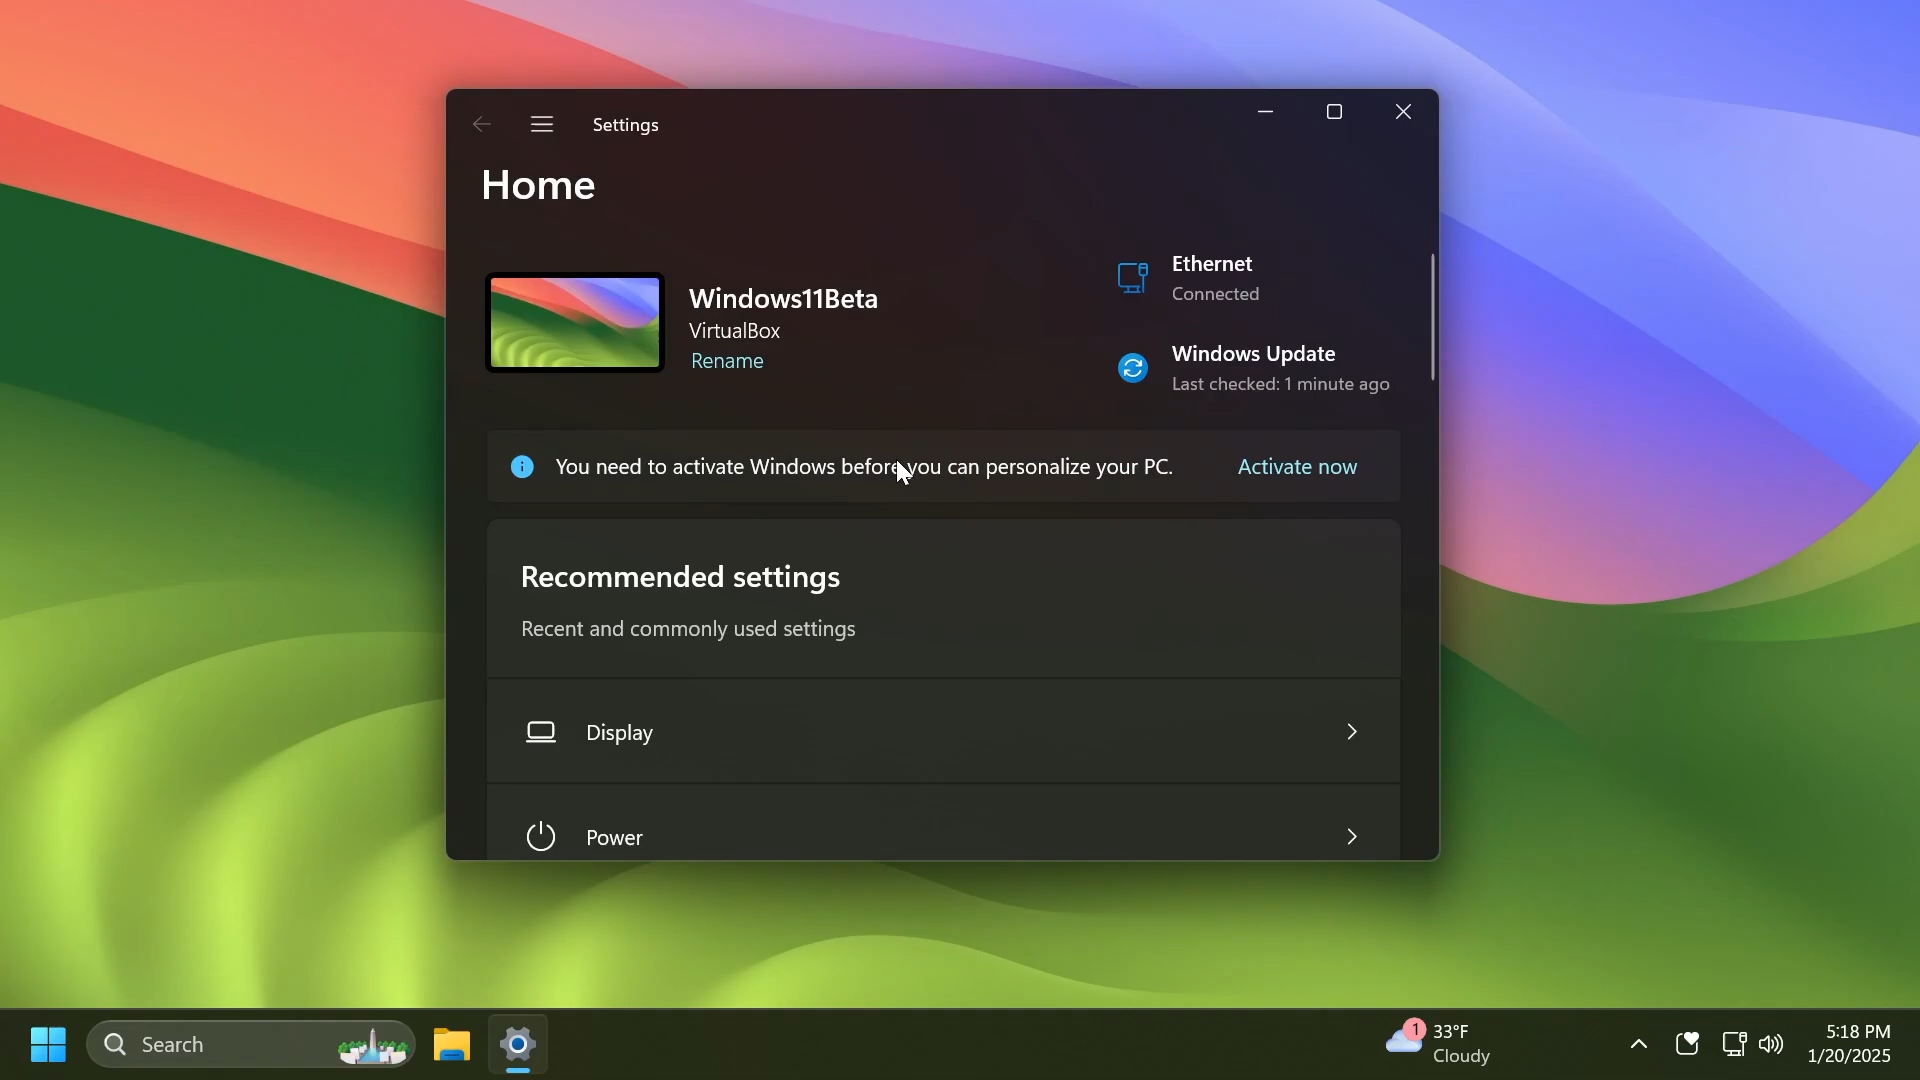 Settings
Home
Windows11Beta
VirtualBox
Rename
Ethernet
Connected
Windows Update
Last checked: 1 minute ago
You need to activate Windows before you can personalize your PC.
Activate now
Recommended settings
Recent and commonly used settings
Display
Power
Search
1
33°F
Cloudy
5:18 PM
1/20/2025